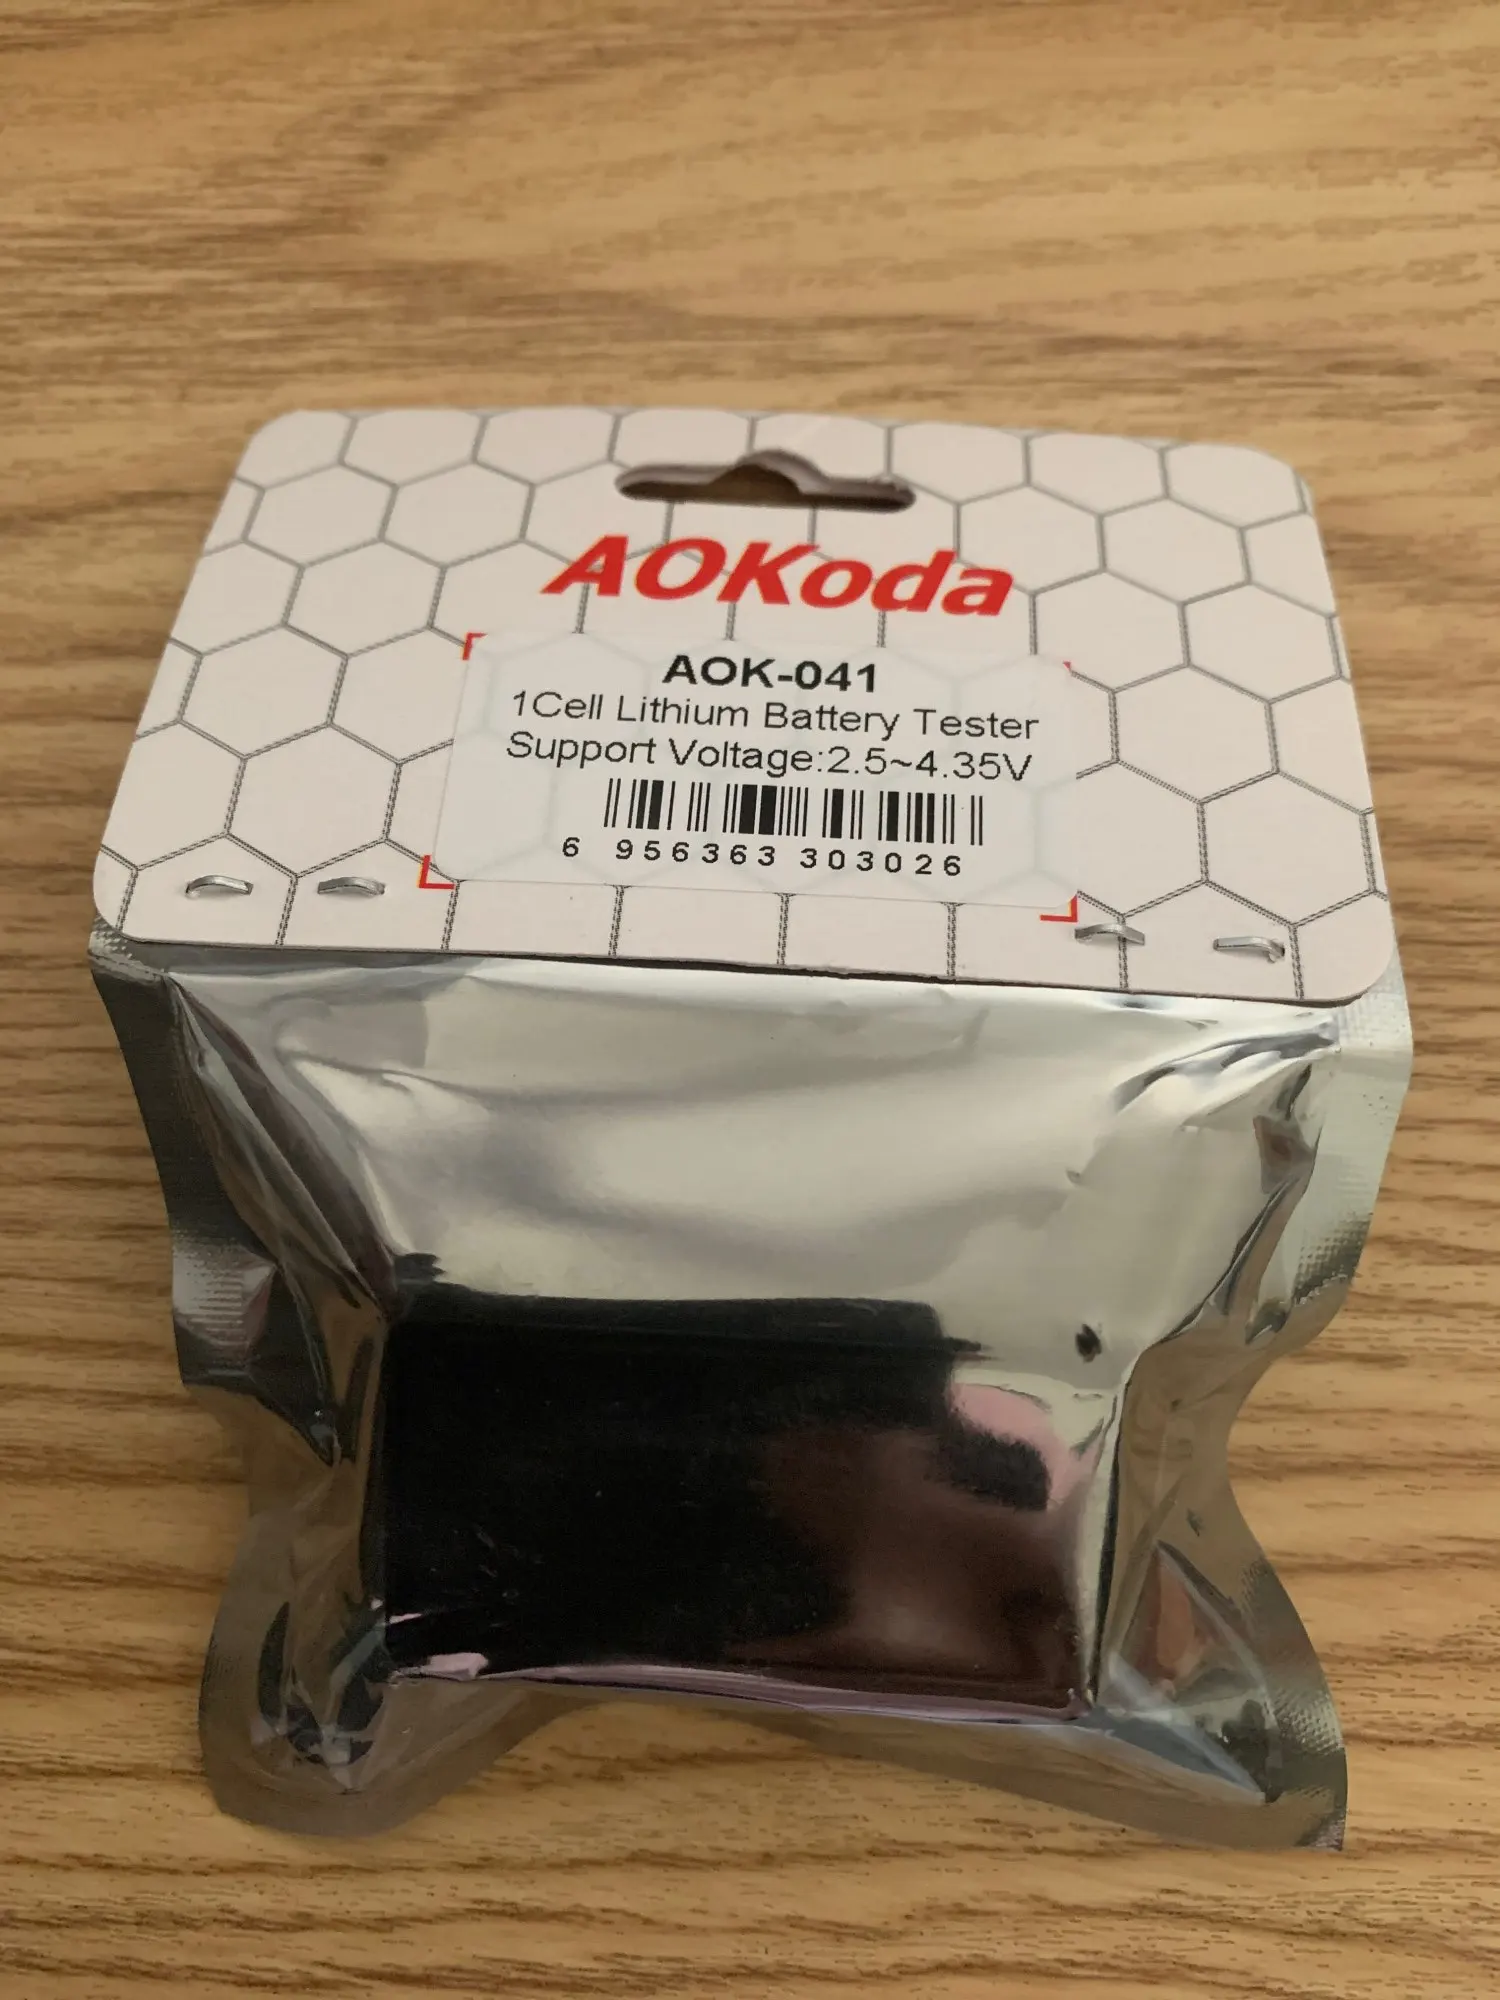 AOKoda
AOK-041
1Cell Lithium Battery Tester
Support Voltage:2.5~4.35V
6 956363 303026